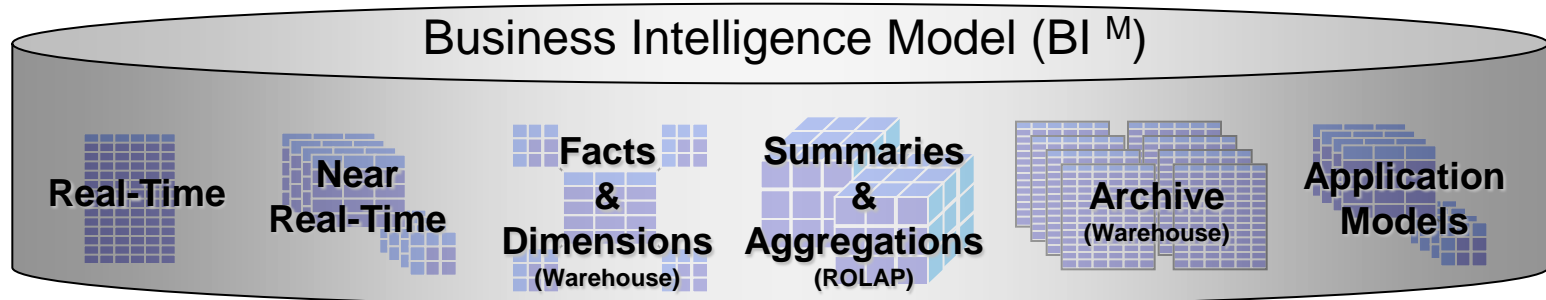 Business Intelligence Model (BI M)
Real-Time
Near
Real-Time
Facts
&
Dimensions
(Warehouse)
Summaries
&
Aggregations
(ROLAP)
Archive
(Warehouse)
Application
Models